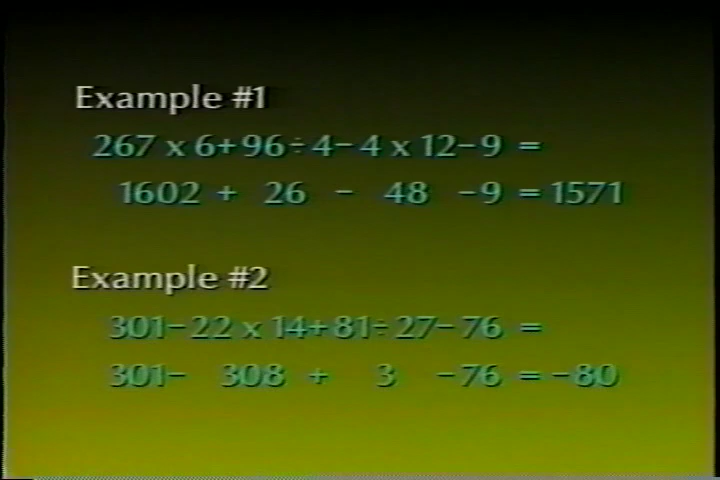 Example #1
267 x 6+96÷4-4 x 12-9 =
1602 + 26 - 48 -9 = 1571
Example #2
301-22 x 14+81÷27-76 =
301- 308 + 3 -76 = -80